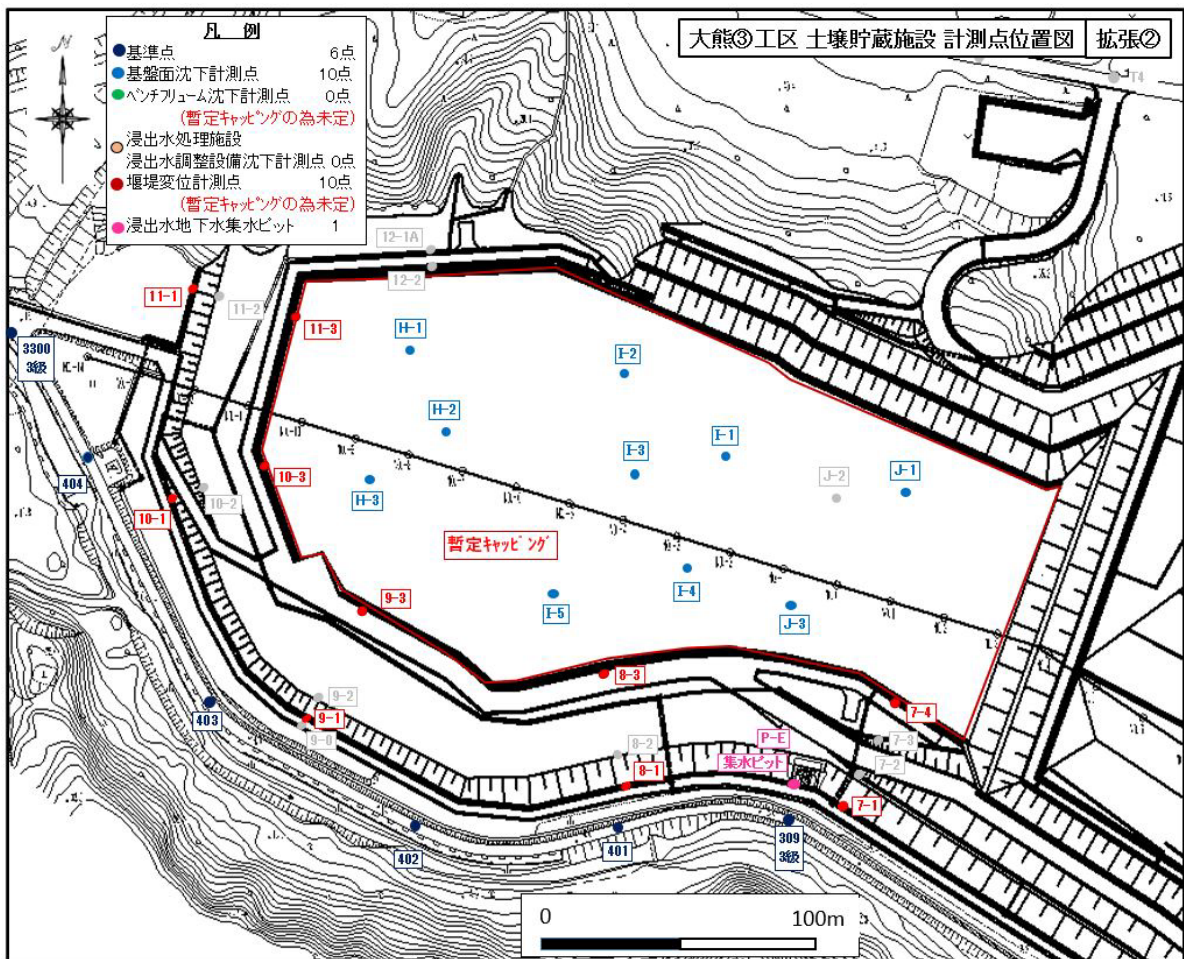 凡 例
大熊③工区 土壌貯蔵施設 計測点位置図 拡張②
N
基準点 6点
基盤面沈下計測点 10点
ベンチフリューム沈下計測点 0点
(暫定キャッピングの為未定)
浸出水処理施設
浸出水調整設備沈下計測点 0点
堰堤変位計測点 10点
(暫定キャッピングの為未定)
浸出水地下水集水ピット 1
T4
12-1A
12-2
11-1
11-2
11-3
3300
3級
H-1
I-2
H-2
I-3
I-1
J-2
J-1
404
10-3
10-2
10-1
H-3
暫定キャッピング
I-4
I-5
J-3
9-3
8-3
7-4
403
9-2
9-1
9-0
P-E
集水ピット
8-2
8-1
7-3
7-2
7-1
402
401
309
3級
0 100m